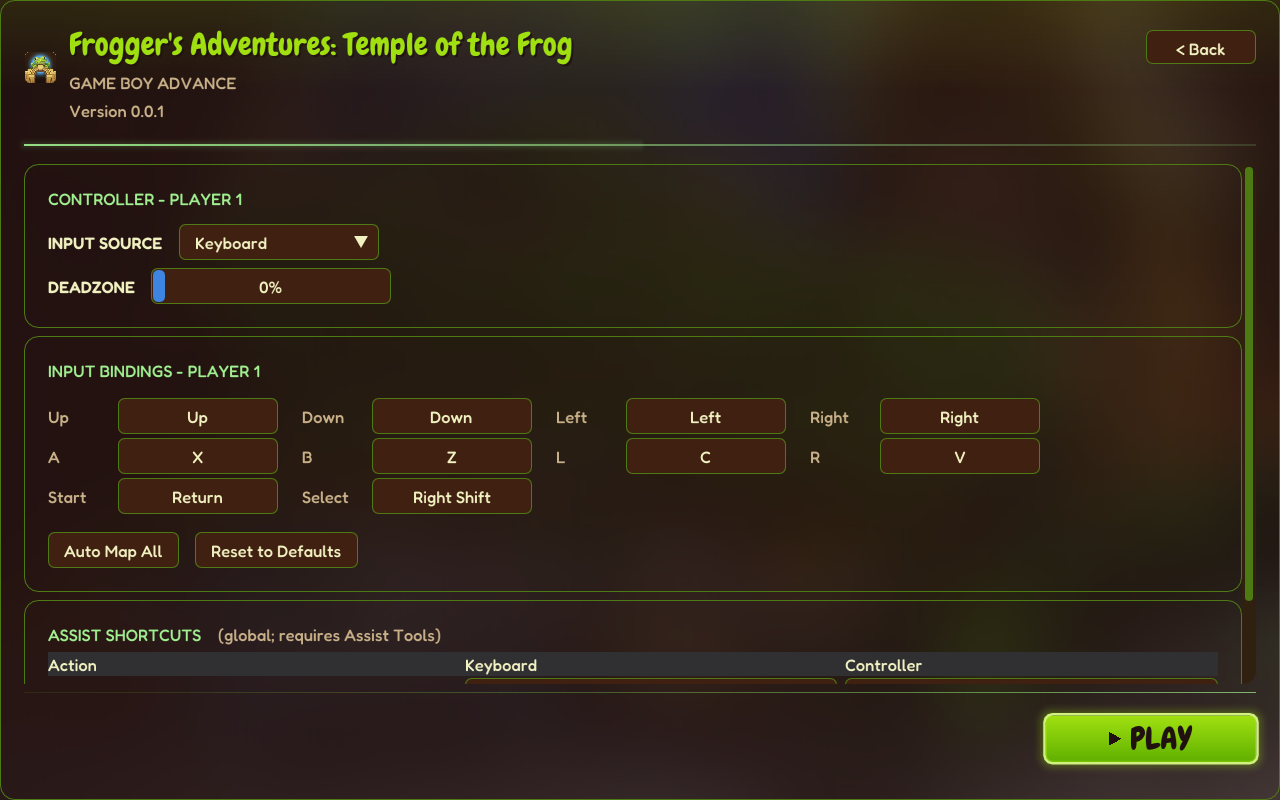 Frogger's Adventures: Temple of the Frog
< Back
GAME BOY ADVANCE
Version 0.0.1
CONTROLLER - PLAYER 1
INPUT SOURCE Keyboard
DEADZONE 0%
INPUT BINDINGS - PLAYER 1
Up Up Down Down Left Left Right Right
A X B Z L C R V
Start Return Select Right Shift
Auto Map All Reset to Defaults
ASSIST SHORTCUTS (global; requires Assist Tools)
Action Keyboard Controller
PLAY